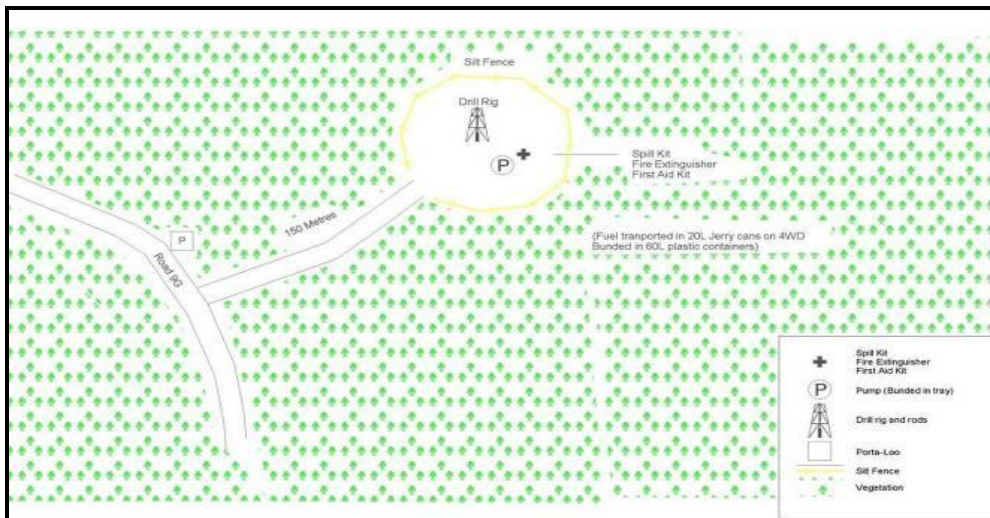 Silt Fence
Drill Rig
P
Spill Kit
Fire Extinguisher
First Aid Kit
150 Metres
P
Road 9G
(Fuel tranported in 20L Jerry cans on 4WD
Bunded in 60L plastic containers)
Spill Kit
Fire Extinguisher
First Aid Kit
P
Pump (Bunded in tray)
Drill rig and rods
Porta-Loo
Silt Fence
Vegetation